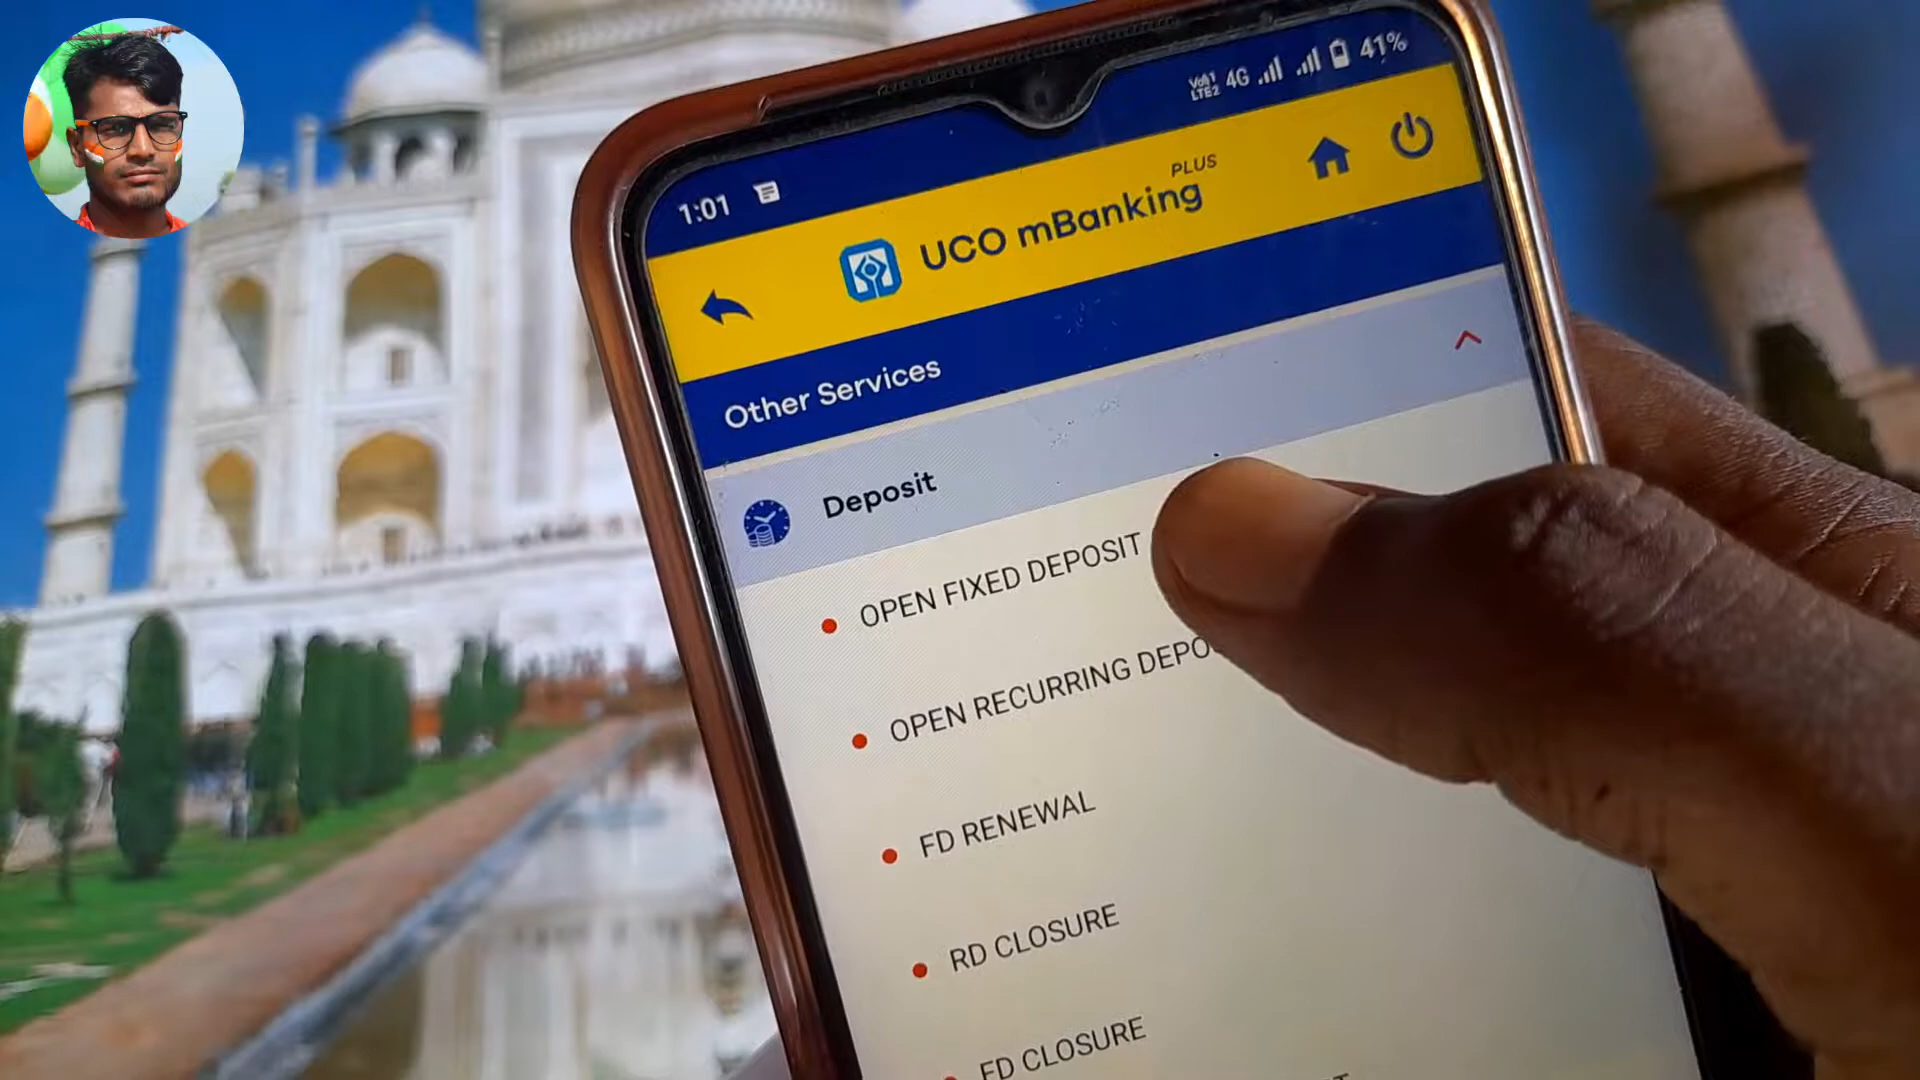 1:01 Vo)) 1 LTE2 4G 41%
UCO mBanking PLUS
Other Services
Deposit
OPEN FIXED DEPOSIT
OPEN RECURRING DEPO
FD RENEWAL
RD CLOSURE
FD CLOSURE